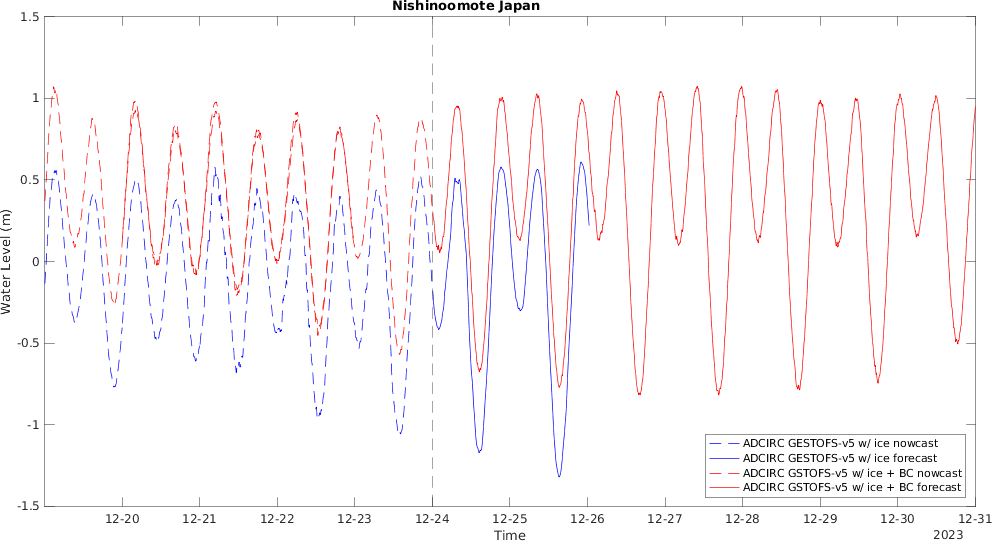 Nishinoomote Japan
1.5
1
0.5
0
-0.5
-1
-1.5
Water Level (m)
ADCIRC GESTOFS-v5 w/ ice nowcast
ADCIRC GESTOFS-v5 w/ ice forecast
ADCIRC GSTOFS-v5 w/ ice + BC nowcast
ADCIRC GSTOFS-v5 w/ ice + BC forecast
12-20 12-21 12-22 12-23 12-24 12-25 12-26 12-27 12-28 12-29 12-30 12-31
Time
2023